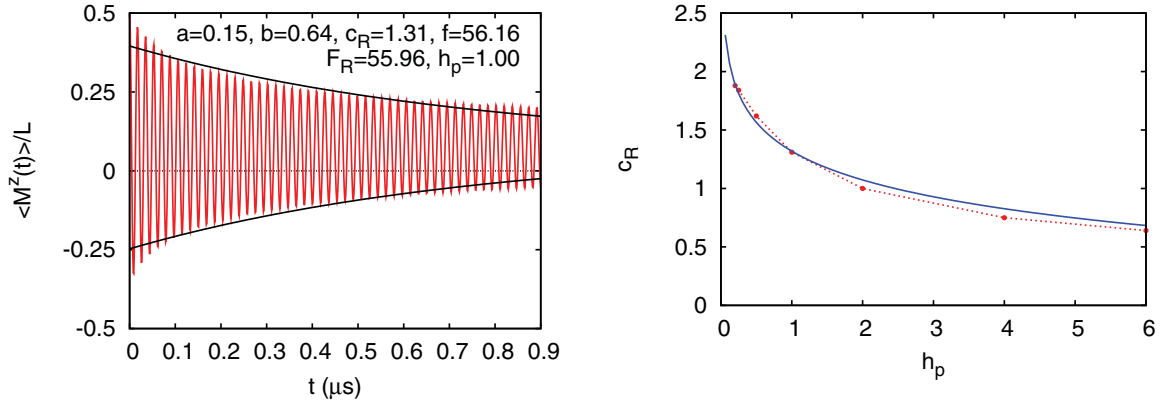 a=0.15, b=0.64, c_R=1.31, f=56.16
F_R=55.96, h_p=1.00
0.5
0.25
0
-0.25
-0.5
<M^z(t)>/L
0 0.1 0.2 0.3 0.4 0.5 0.6 0.7 0.8 0.9
t (μs)
2.5
2
1.5
1
0.5
0
c_R
0 1 2 3 4 5 6
h_p